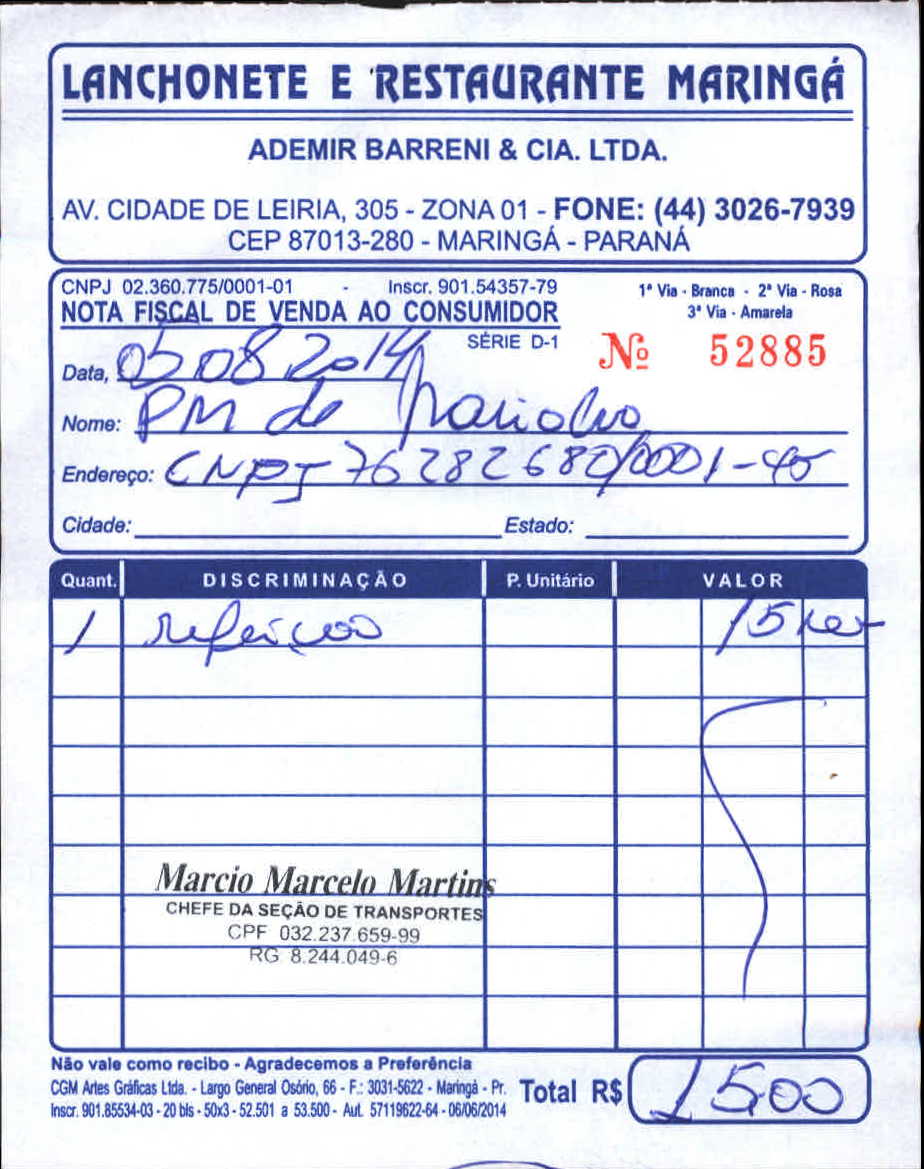 LANCHONETE E RESTAURANTE MARINGÁ
ADEMIR BARRENI & CIA. LTDA.
AV. CIDADE DE LEIRIA, 305 - ZONA 01 - FONE: (44) 3026-7939
CEP 87013-280 - MARINGÁ - PARANÁ
CNPJ 02.360.775/0001-01 - Inscr. 901.54357-79
NOTA FISCAL DE VENDA AO CONSUMIDOR
SÉRIE D-1
1ª Via - Branca - 2ª Via - Rosa
3ª Via - Amarela
Nº 52885
Data, 05 08 2014
Nome: PM de
Endereço: CNPJ 76282680/0001-45
Cidade: Estado:
Quant. DISCRIMINAÇÃO P. Unitário VALOR
1 refeições 15
Marcio Marcelo Martins
CHEFE DA SEÇÃO DE TRANSPORTES
CPF 032.237.659-99
RG 8.244.049-6
Não vale como recibo - Agradecemos a Preferência
CGM Artes Gráficas Ltda. - Largo General Osório, 66 - F.: 3031-5622 - Maringá - Pr.
Inscr. 901.85534-03 - 20 bls - 50x3 - 52.501 a 53.500 - Aut. 57119622-64 - 06/06/2014
Total R$ 1500